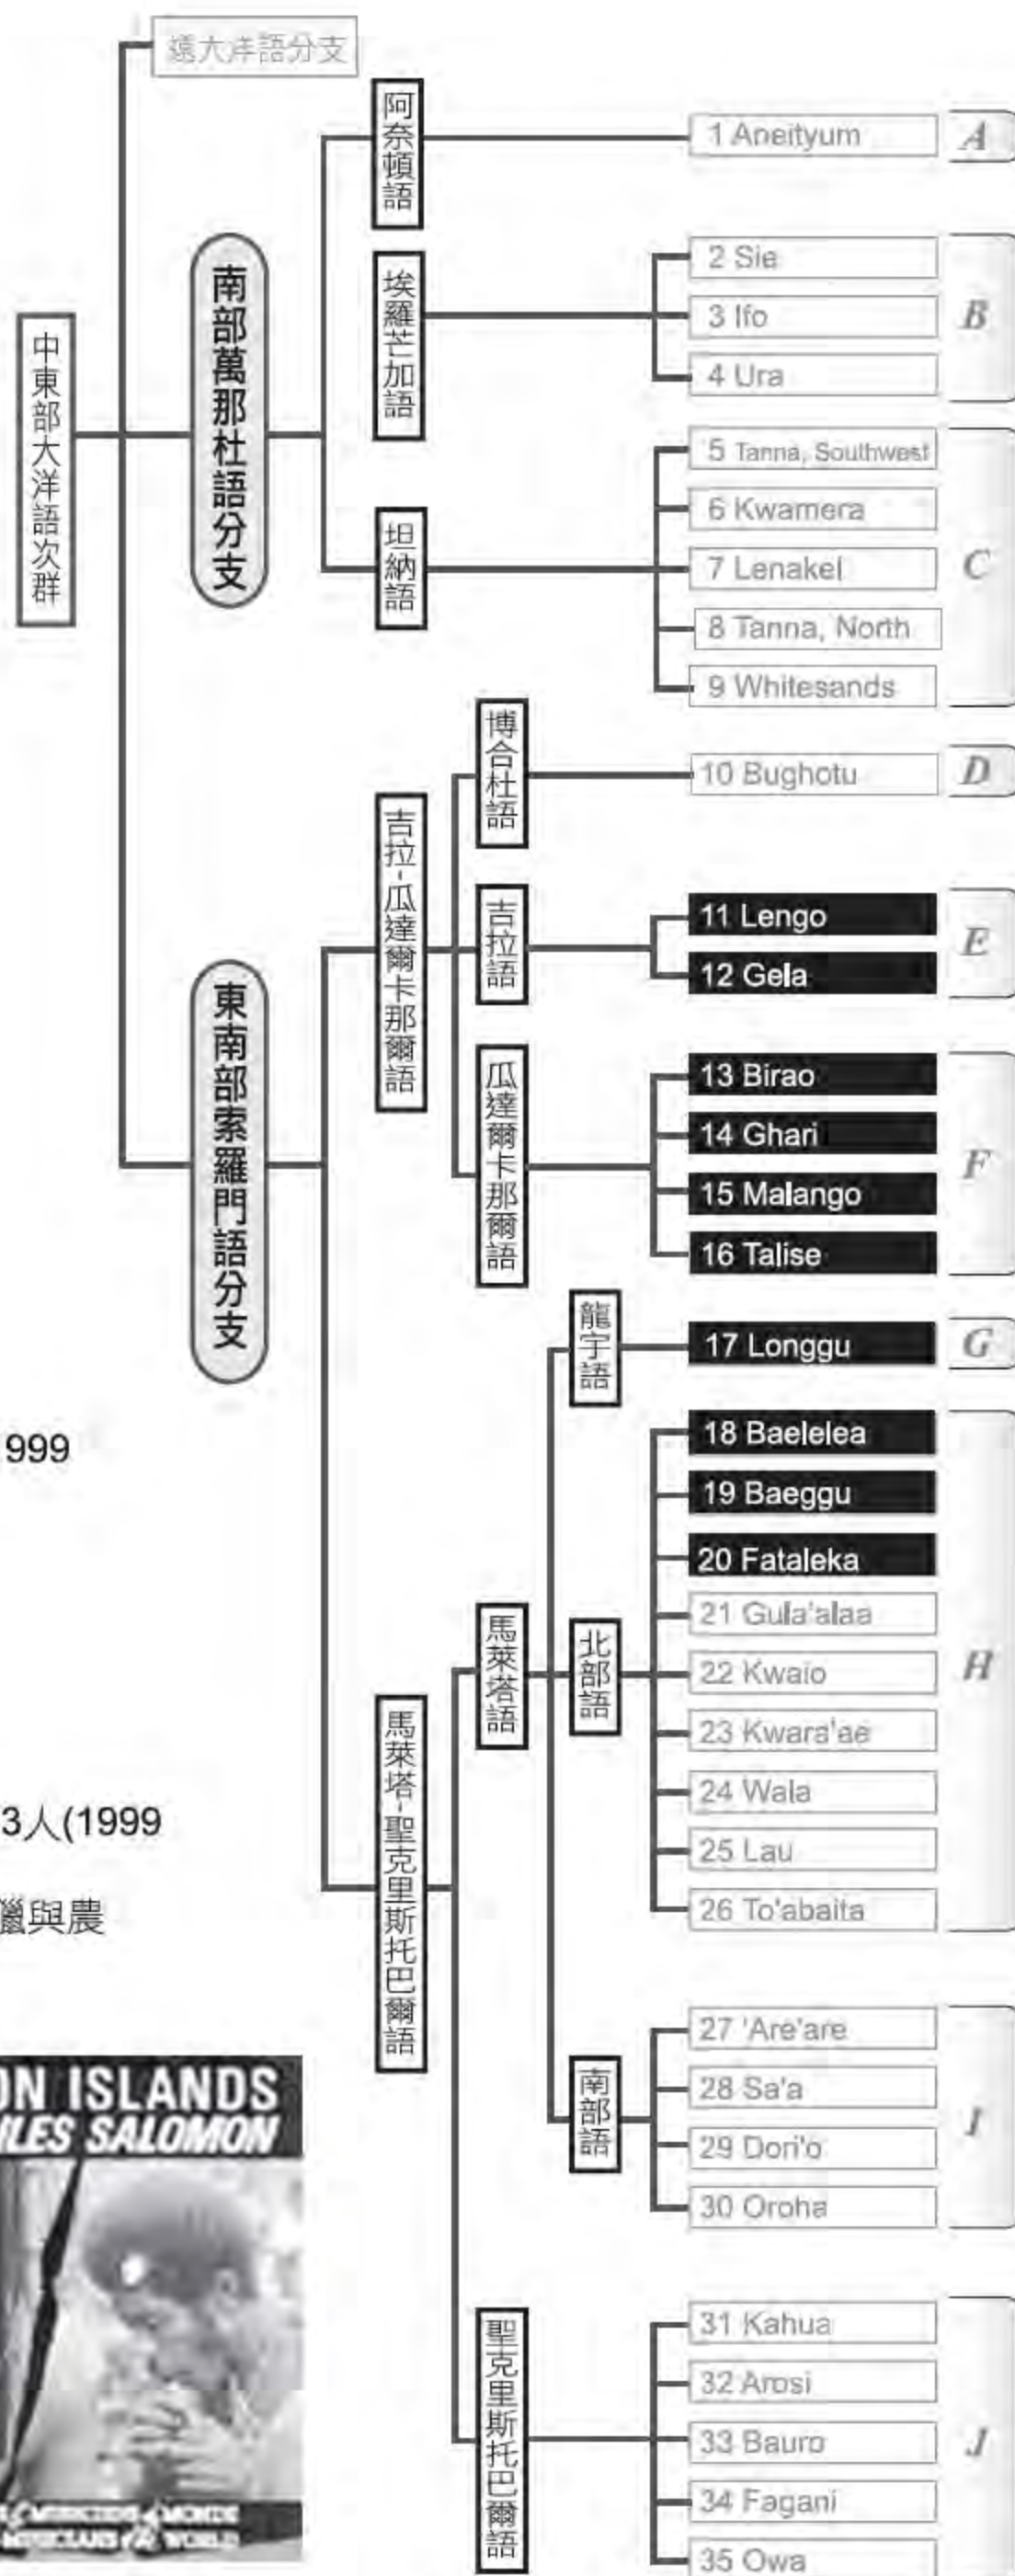 遠大洋語分支
中東部大洋語次群
南部萬那杜語分支
阿奈頓語
1 Aneityum
A
埃羅芒加語
2 Sie
3 Ifo
4 Ura
B
坦納語
5 Tanna, Southwest
6 Kwamera
7 Lenakel
8 Tanna, North
9 Whitesands
C
東南部索羅門語分支
吉拉-瓜達爾卡那爾語
博合杜語
10 Bughotu
D
吉拉語
11 Lengo
12 Gela
E
瓜達爾卡那爾語
13 Birao
14 Ghari
15 Malango
16 Talise
F
馬萊塔-聖克里斯托巴爾語
馬萊塔語
龍宇語
17 Longgu
G
北部語
18 Baelelea
19 Baeggu
20 Fataleka
21 Gula'alaa
22 Kwaio
23 Kwara'ae
24 Wala
25 Lau
26 To'abaita
H
南部語
27 'Are'are
28 Sa'a
29 Dori'o
30 Oroha
I
聖克里斯托巴爾語
31 Kahua
32 Arosi
33 Bauro
34 Fagani
35 Owa
J
999
3人(1999
獵與農
ON ISLANDS
ILES SALOMON
MONDE
MUSICIANS WORLD